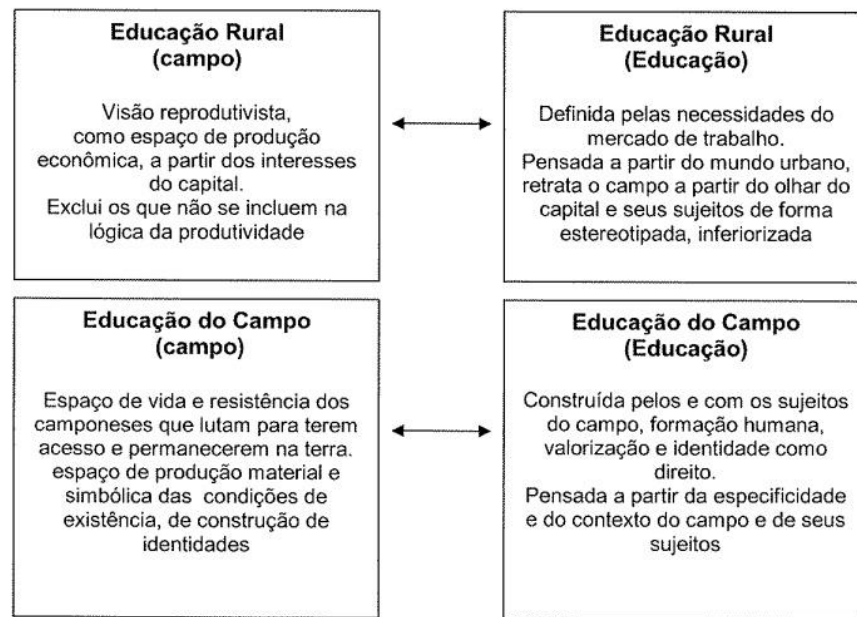 Educação Rural
(campo)
Visão reprodutivista,
como espaço de produção
econômica, a partir dos interesses
do capital.
Exclui os que não se incluem na
lógica da produtividade
Educação Rural
(Educação)
Definida pelas necessidades do
mercado de trabalho.
Pensada a partir do mundo urbano,
retrata o campo a partir do olhar do
capital e seus sujeitos de forma
estereotipada, inferiorizada
Educação do Campo
(campo)
Espaço de vida e resistência dos
camponeses que lutam para terem
acesso e permanecerem na terra.
espaço de produção material e
simbólica das condições de
existência, de construção de
identidades
Educação do Campo
(Educação)
Construída pelos e com os sujeitos
do campo, formação humana,
valorização e identidade como
direito.
Pensada a partir da especificidade
e do contexto do campo e de seus
sujeitos